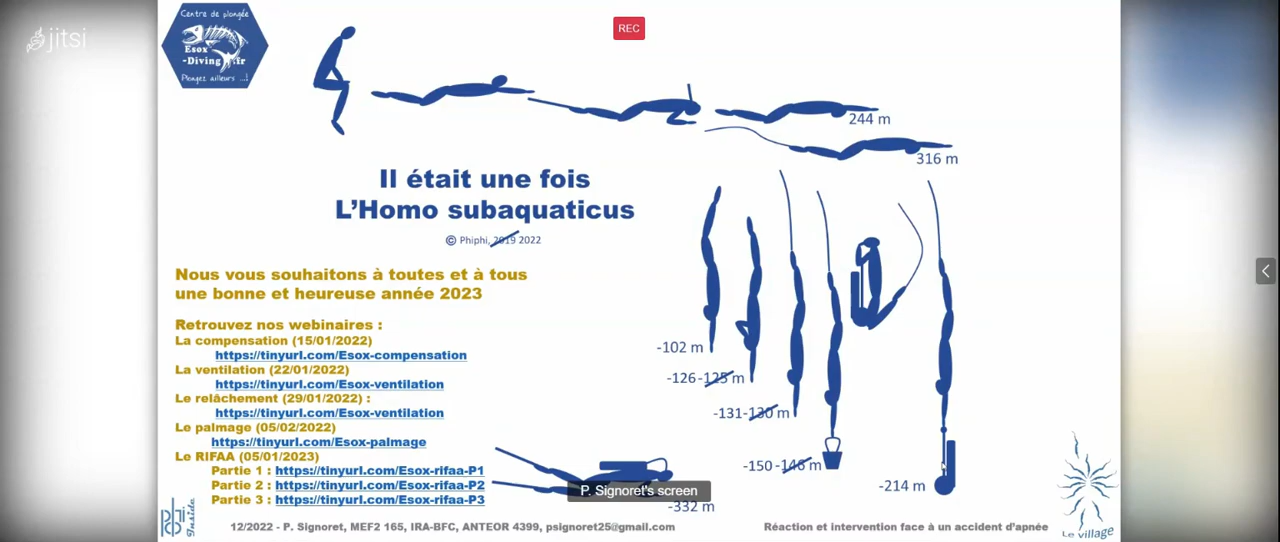 jitsi
REC
Centre de plongée
Esox
-Diving.fr
Plongez ailleurs ...!
244 m
316 m
Il était une fois
L'Homo subaquaticus
© Phiphi, 2019 2022
Nous vous souhaitons à toutes et à tous
une bonne et heureuse année 2023
Retrouvez nos webinaires :
La compensation (15/01/2022)
https://tinyurl.com/Esox-compensation
La ventilation (22/01/2022)
https://tinyurl.com/Esox-ventilation
Le relâchement (29/01/2022) :
https://tinyurl.com/Esox-ventilation
Le palmage (05/02/2022)
https://tinyurl.com/Esox-palmage
Le RIFAA (05/01/2023)
Partie 1 : https://tinyurl.com/Esox-rifaa-P1
Partie 2 : https://tinyurl.com/Esox-rifaa-P2
Partie 3 : https://tinyurl.com/Esox-rifaa-P3
-102 m
-126 -125 m
-131 -130 m
-150 -146 m
-214 m
P. Signoret's screen
-332 m
phi Inside
12/2022 - P. Signoret, MEF2 165, IRA-BFC, ANTEOR 4399, psignoret25@gmail.com
Réaction et intervention face à un accident d'apnée
Le village